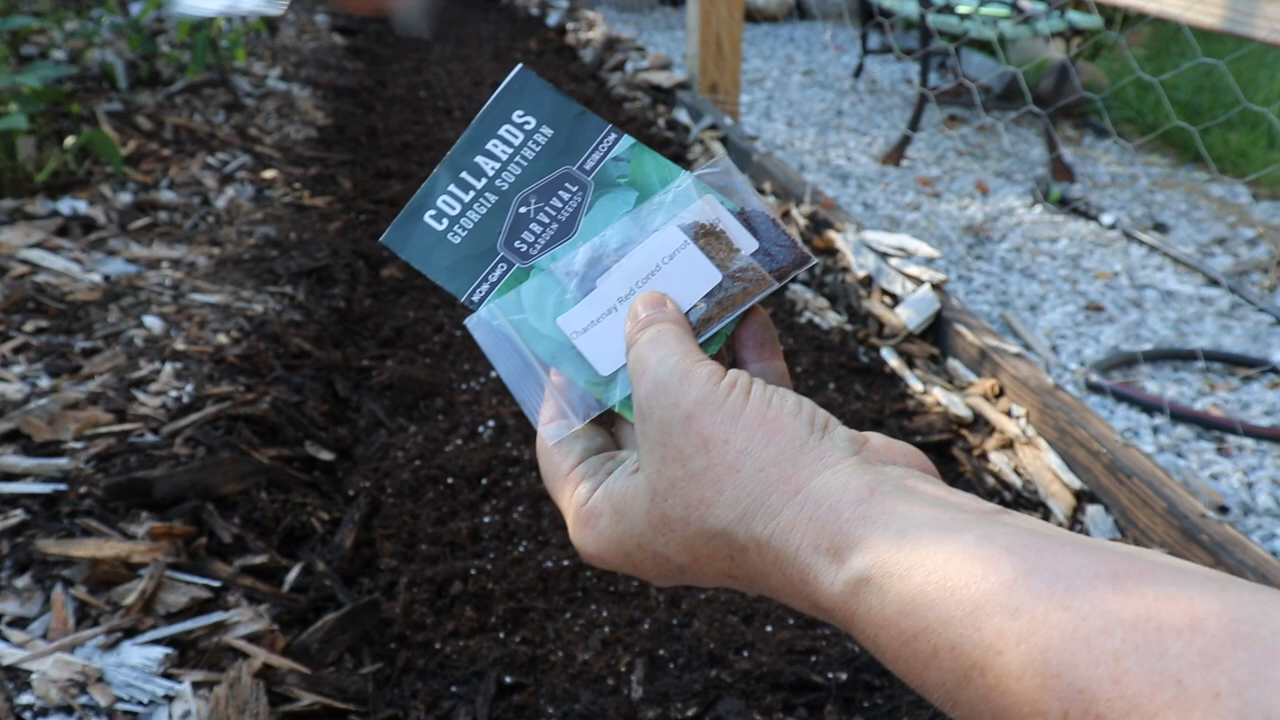 COLLARDS
GEORGIA SOUTHERN
NON-GMO
HEIRLOOM
SURVIVAL
GARDEN SEEDS
Chantenay Red Cored Carrot